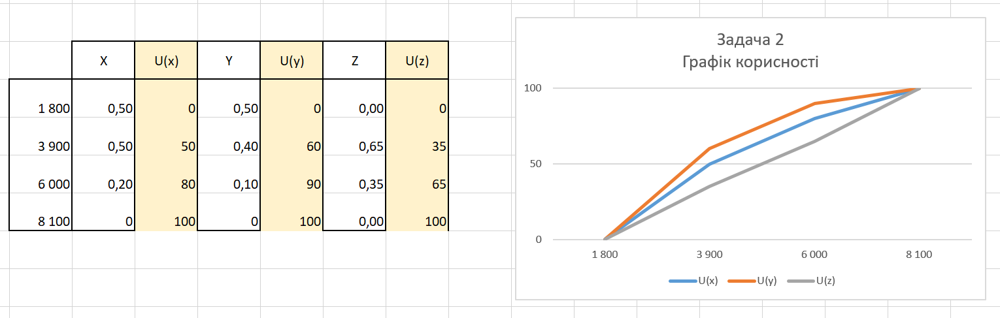 X U(x) Y U(y) Z U(z)
1 800 0,50 0 0,50 0 0,00 0
3 900 0,50 50 0,40 60 0,65 35
6 000 0,20 80 0,10 90 0,35 65
8 100 0 100 0 100 0,00 100
Задача 2
Графік корисності
100
50
0
1 800 3 900 6 000 8 100
U(x) U(y) U(z)